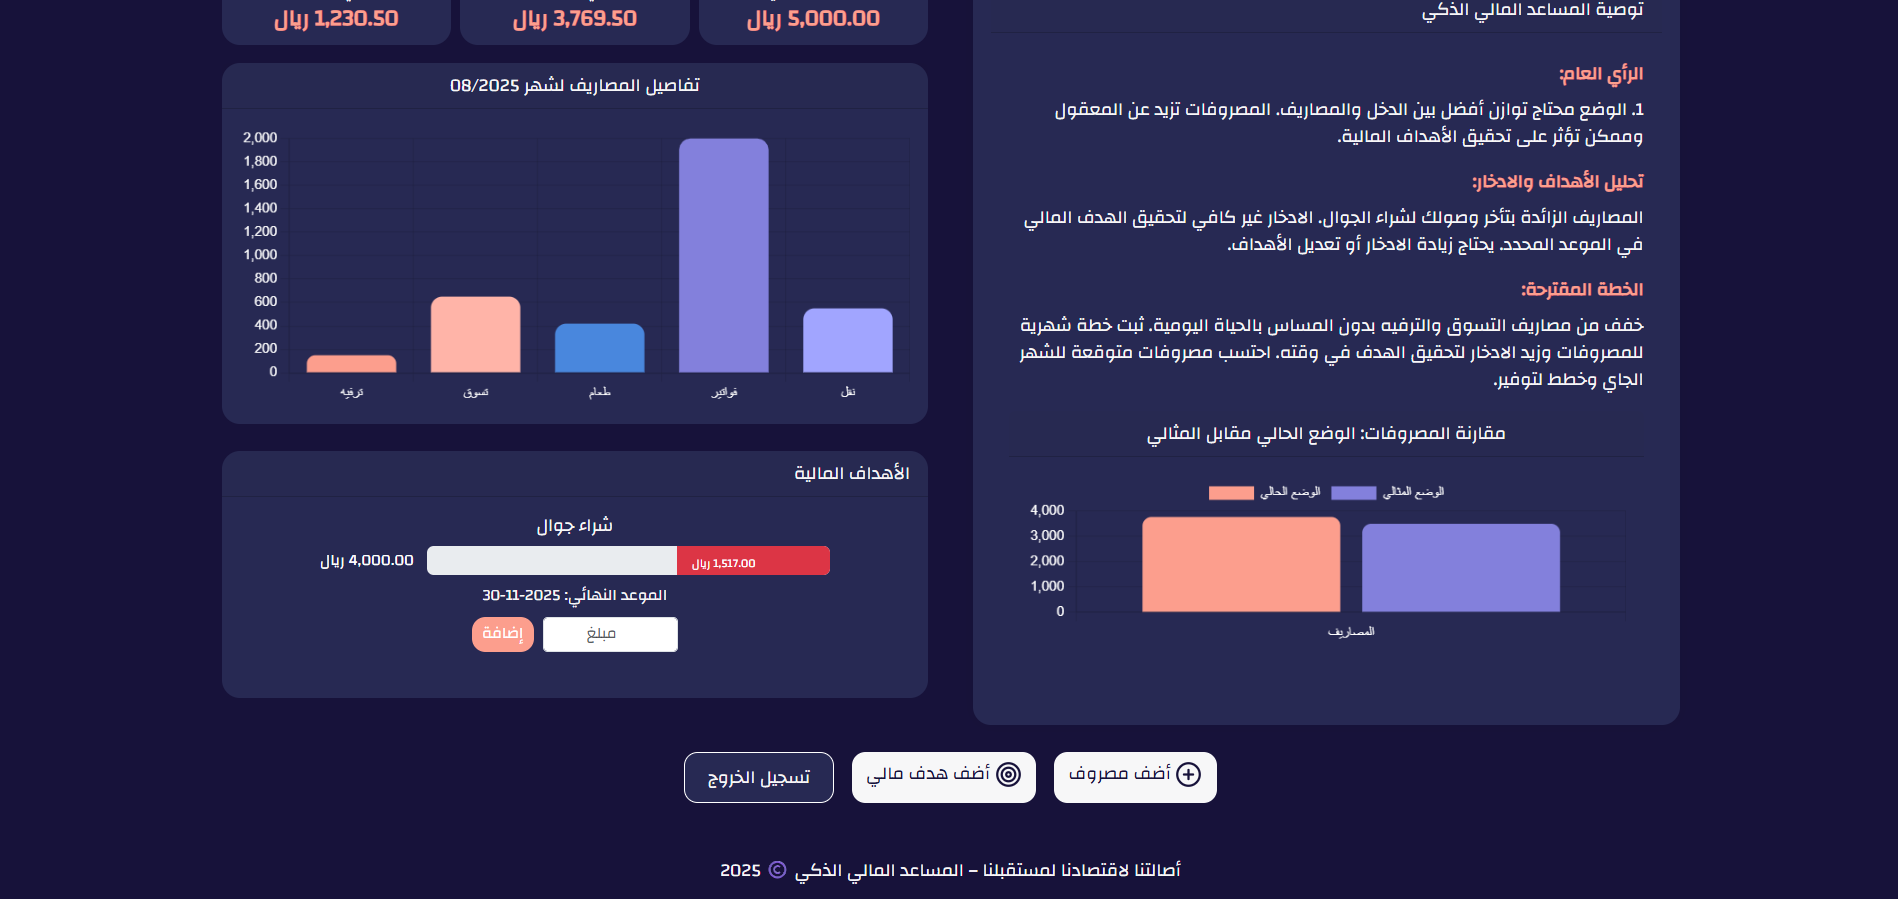 توصية المساعد المالي الذكي
الرأي العام:
1. الوضع محتاج توازن أفضل بين الدخل والمصاريف. المصروفات تزيد عن المعقول
وممكن تؤثر على تحقيق الأهداف المالية.
تحليل الأهداف والادخار:
المصاريف الزائدة بتأخر وصولك لشراء الجوال. الادخار غير كافي لتحقيق الهدف المالي
في الموعد المحدد. يحتاج زيادة الادخار أو تعديل الأهداف.
الخطة المقترحة:
خفف من مصاريف التسوق والترفيه بدون المساس بالحياة اليومية. ثبت خطة شهرية
للمصروفات وزيد الادخار لتحقيق الهدف في وقته. احتسب مصروفات متوقعة للشهر
الجاي وخطط لتوفير.
مقارنة المصروفات: الوضع الحالي مقابل المثالي
الوضع المثالي
الوضع الحالي
4,000
3,000
2,000
1,000
0
المصاريف
5,000.00 ريال
3,769.50 ريال
1,230.50 ريال
تفاصيل المصاريف لشهر 08/2025
2,000
1,800
1,600
1,400
1,200
1,000
800
600
400
200
0
نقل
فواتير
طعام
تسوق
ترفيه
الأهداف المالية
شراء جوال
1,517.00 ريال
4,000.00 ريال
الموعد النهائي: 2025-11-30
مبلغ
إضافة
أضف مصروف
أضف هدف مالي
تسجيل الخروج
أصالتنا لاقتصادنا لمستقبلنا – المساعد المالي الذكي © 2025